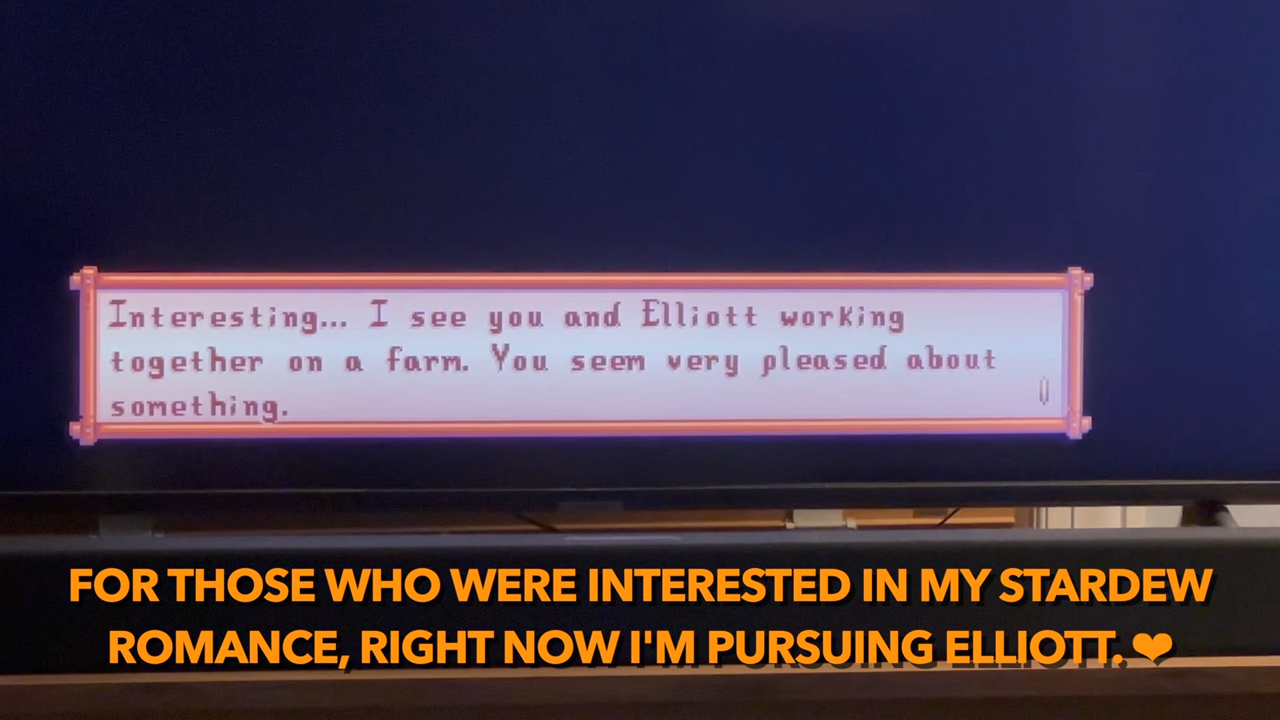 Interesting... I see you and Elliott working
together on a farm. You seem very pleased about
something.
FOR THOSE WHO WERE INTERESTED IN MY STARDEW
ROMANCE, RIGHT NOW I'M PURSUING ELLIOTT. ❤